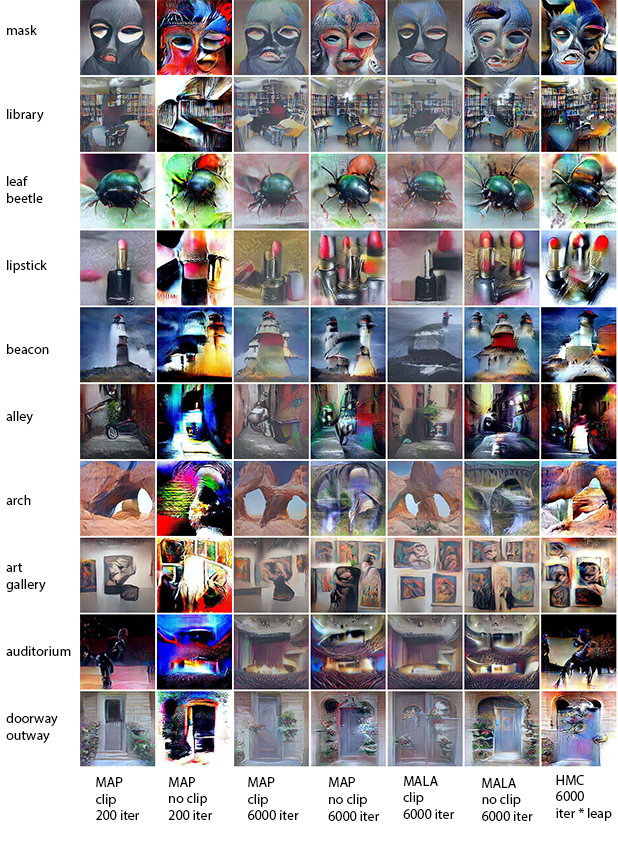 mask
library
leaf
beetle
lipstick
beacon
alley
arch
art
gallery
auditorium
doorway
outway
MAP
clip
200 iter
MAP
no clip
200 iter
MAP
clip
6000 iter
MAP
no clip
6000 iter
MALA
clip
6000 iter
MALA
no clip
6000 iter
HMC
6000
iter * leap